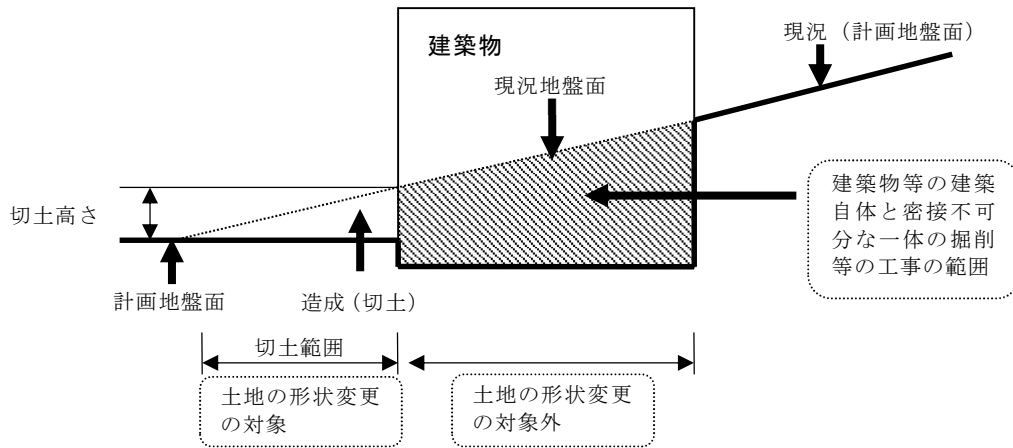 建築物
現況（計画地盤面）
現況地盤面
切土高さ
建築物等の建築
自体と密接不可
分な一体の掘削
等の工事の範囲
計画地盤面
造成（切土）
切土範囲
土地の形状変更
の対象
土地の形状変更
の対象外